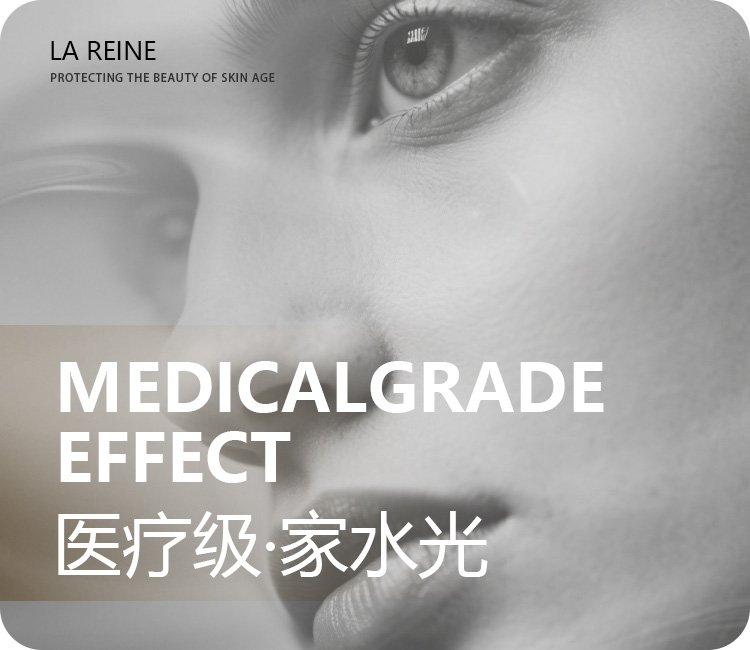 LA REINE
PROTECTING THE BEAUTY OF SKIN AGE
MEDICALGRADE
EFFECT
医疗级·家水光